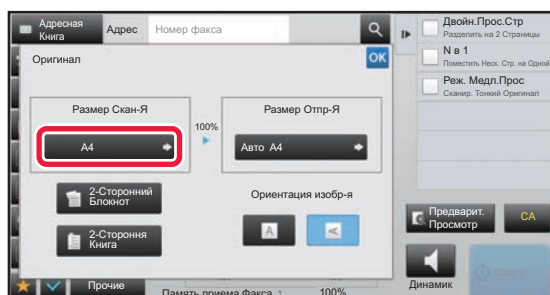 Адресная
Книга
Адрес
Номер факса
Двойн.Прос.Стр
Разделить на 2 Страницы
N в 1
Поместить Неск. Стр. на Одной
Реж. Медл.Прос
Сканир. Тонкий Оригинал
Оригинал
OK
Размер Скан-Я
100%
Размер Отпр-Я
A4
Авто A4
2-Сторонний
Блокнот
2-Стороння
Книга
Ориентация изобр-я
A
A
Предварит.
Просмотр
CA
Прочие
Память приема Факса
100%
Динамик
Старт